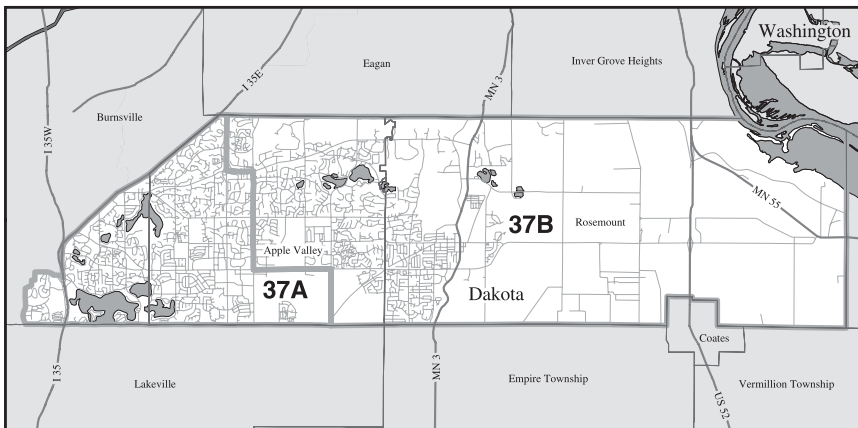 Washington
Eagan
Inver Grove Heights
I 35E
MN 3
Burnsville
I 35W
MN 55
37B
Rosemount
Apple Valley
37A
Dakota
Coates
I 35
Lakeville
MN 3
Empire Township
US 52
Vermillion Township